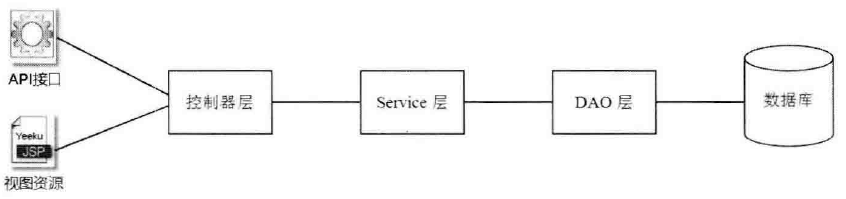 API接口
控制器层
Service 层
DAO 层
数据库
Yeeku
JSP
视图资源